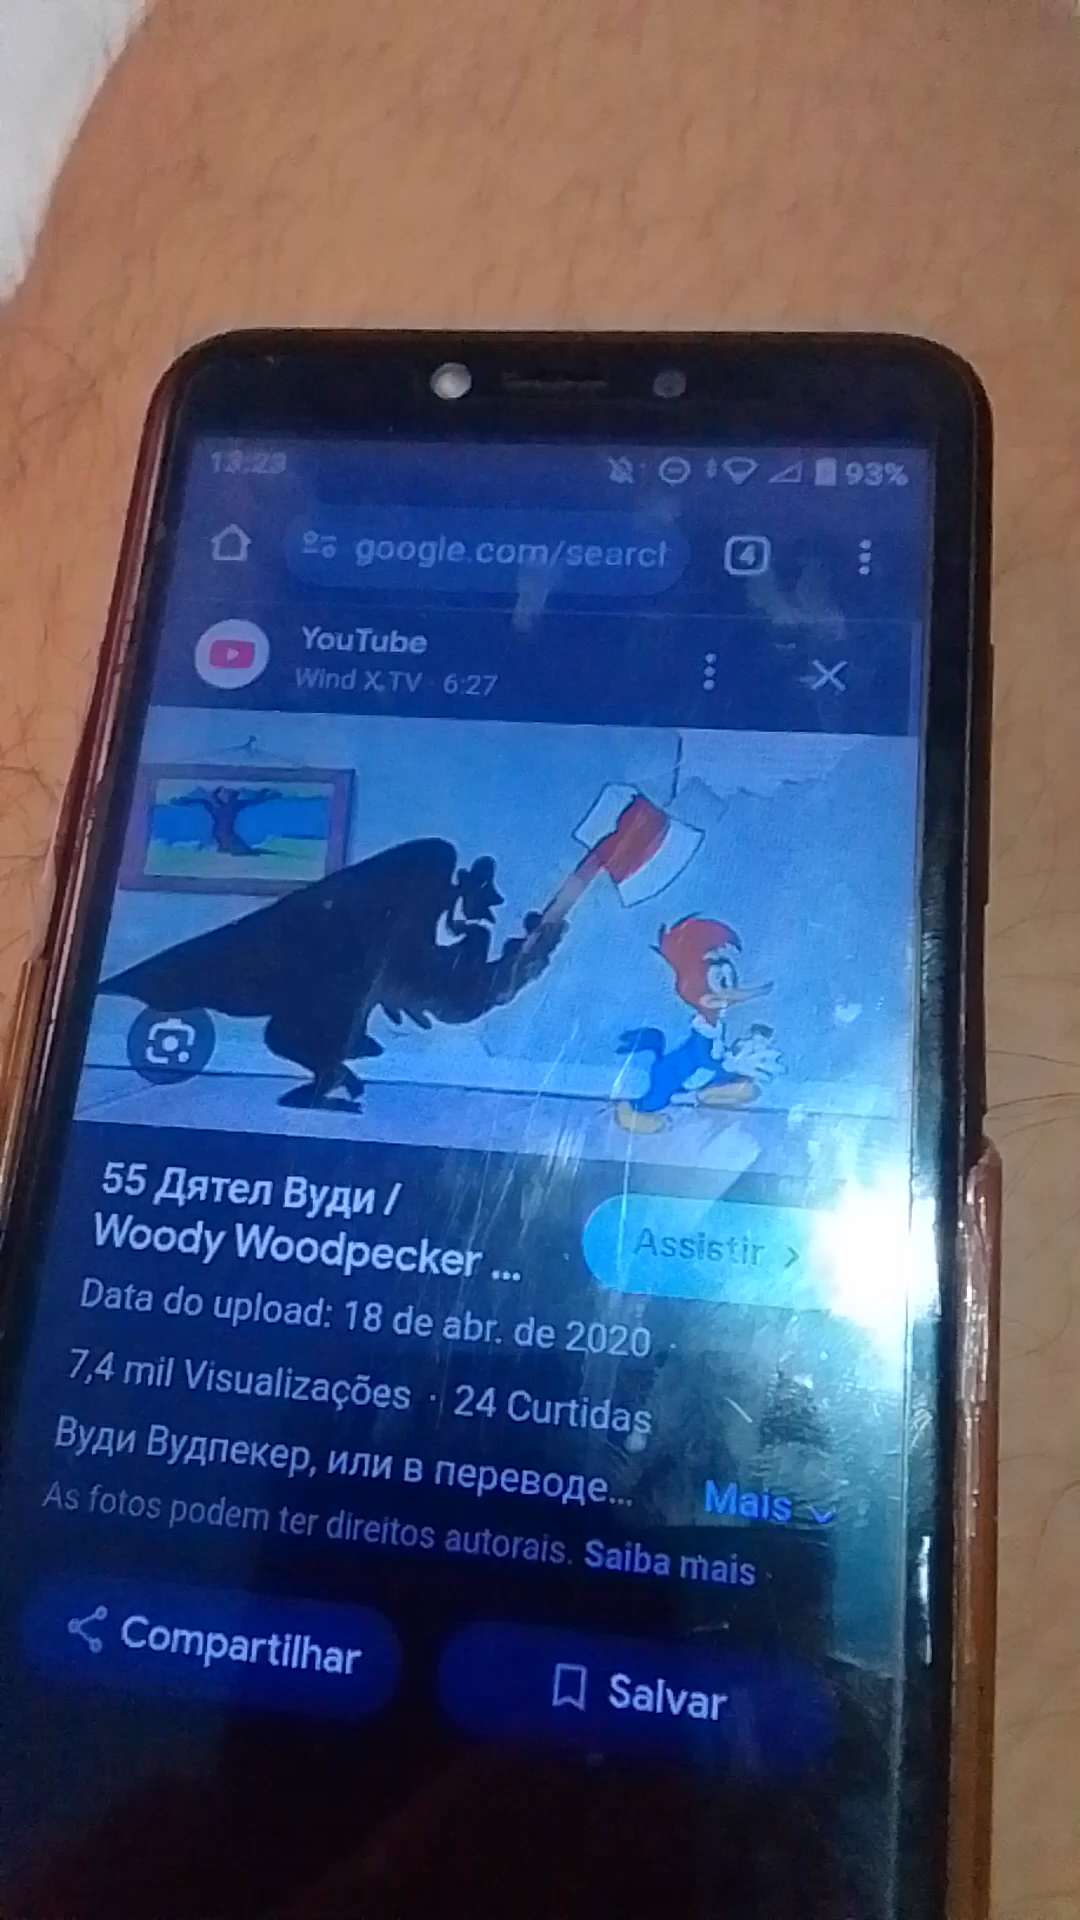 13:23 93%
google.com/search 4
YouTube
Wind X TV · 6:27
55 Дятел Вуди /
Woody Woodpecker ...
Assistir
Data do upload: 18 de abr. de 2020
7,4 mil Visualizações · 24 Curtidas
Вуди Вудпекер, или в переводе...
Mais
As fotos podem ter direitos autorais. Saiba mais
Compartilhar
Salvar